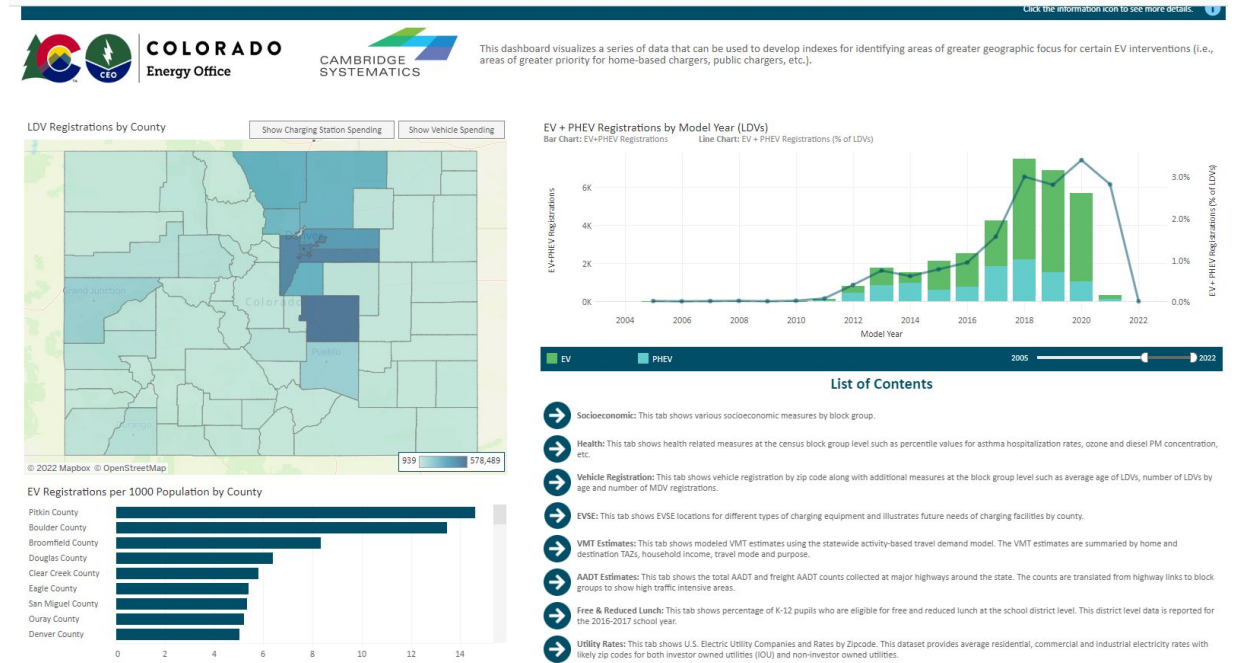 Click the information icon to see more details.
i
COLORADO
Energy Office
CEO
CAMBRIDGE
SYSTEMATICS
This dashboard visualizes a series of data that can be used to develop indexes for identifying areas of greater geographic focus for certain EV interventions (i.e.,
areas of greater priority for home-based chargers, public chargers, etc.).
LDV Registrations by County
Show Charging Station Spending
Show Vehicle Spending
Denver
Grand Junction
Colorado
Pueblo
Durango
© 2022 Mapbox © OpenStreetMap
939
578,489
EV Registrations per 1000 Population by County
Pitkin County
Boulder County
Broomfield County
Douglas County
Clear Creek County
Eagle County
San Miguel County
Ouray County
Denver County
0 2 4 6 8 10 12 14
EV + PHEV Registrations by Model Year (LDVs)
Bar Chart: EV+PHEV Registrations Line Chart: EV + PHEV Registrations (% of LDVs)
EV+PHEV Registrations
6K
4K
2K
0K
3.0%
2.0%
1.0%
0.0%
EV + PHEV Registrations (% of LDVs)
2004 2006 2008 2010 2012 2014 2016 2018 2020 2022
Model Year
EV
PHEV
2005
2022
List of Contents
Socioeconomic: This tab shows various socioeconomic measures by block group.
Health: This tab shows health related measures at the census block group level such as percentile values for asthma hospitalization rates, ozone and diesel PM concentration,
etc.
Vehicle Registration: This tab shows vehicle registration by zip code along with additional measures at the block group level such as average age of LDVs, number of LDVs by
age and number of MDV registrations.
EVSE: This tab shows EVSE locations for different types of charging equipment and illustrates future needs of charging facilities by county.
VMT Estimates: This tab shows modeled VMT estimates using the statewide activity-based travel demand model. The VMT estimates are summaried by home and
destination TAZs, household income, travel mode and purpose.
AADT Estimates: This tab shows the total AADT and freight AADT counts collected at major highways around the state. The counts are translated from highway links to block
groups to show high traffic intensive areas.
Free & Reduced Lunch: This tab shows percentage of K-12 pupils who are eligible for free and reduced lunch at the school district level. This district level data is reported for
the 2016-2017 school year.
Utility Rates: This tab shows U.S. Electric Utility Companies and Rates by Zipcode. This dataset provides average residential, commercial and industrial electricity rates with
likely zip codes for both investor owned utilities (IOU) and non-investor owned utilities.